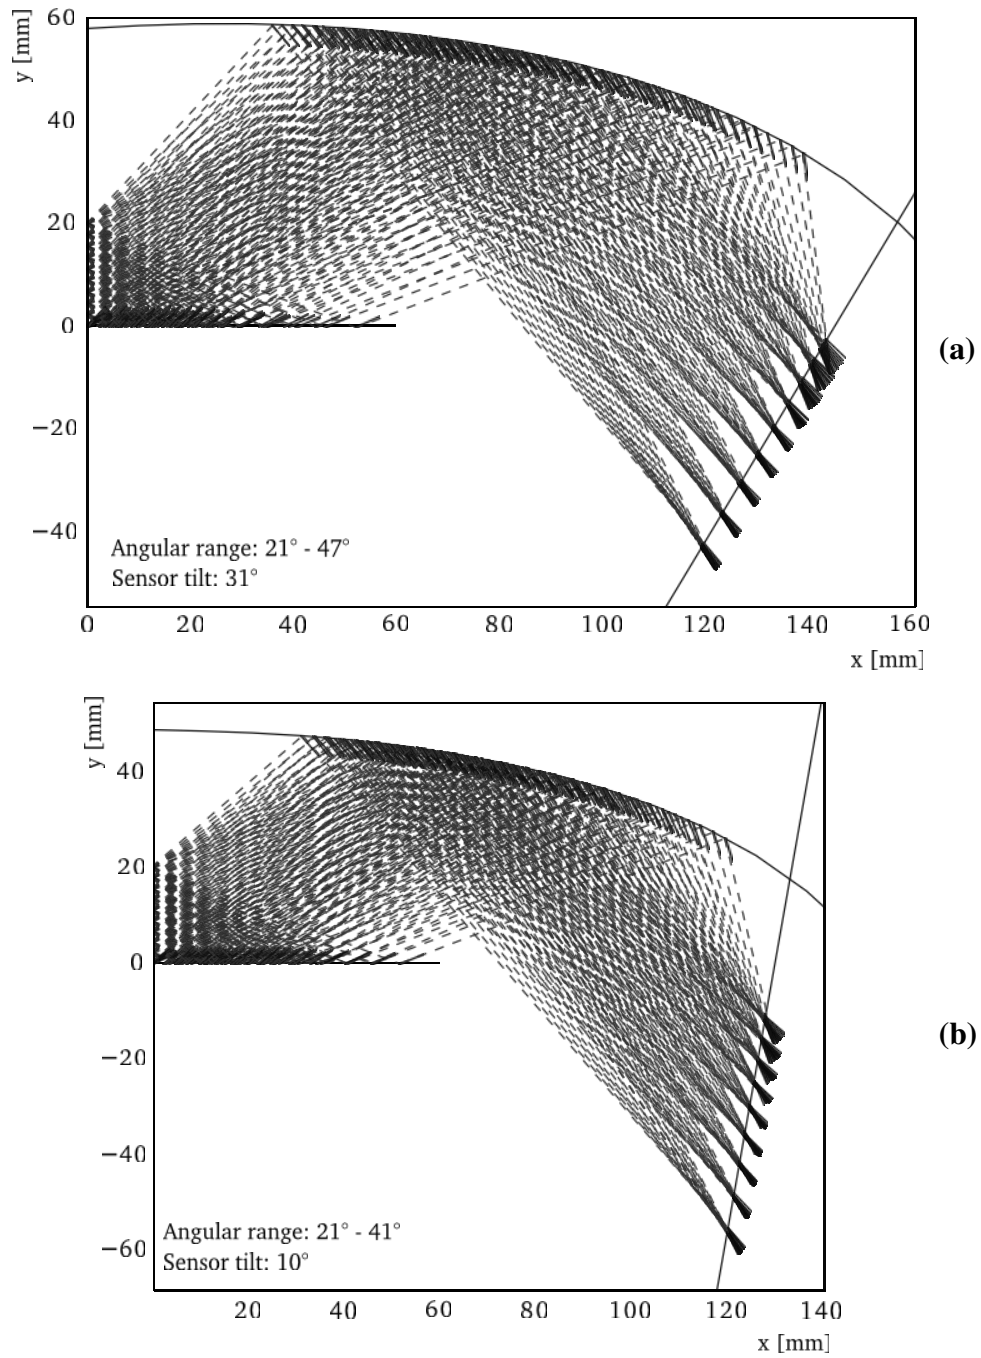 y [mm]
60
40
20
0
−20
−40
Angular range: 21° - 47°
Sensor tilt: 31°
0 20 40 60 80 100 120 140 160
x [mm]
(a)
y [mm]
40
20
0
−20
−40
−60
Angular range: 21° - 41°
Sensor tilt: 10°
20 40 60 80 100 120 140
x [mm]
(b)